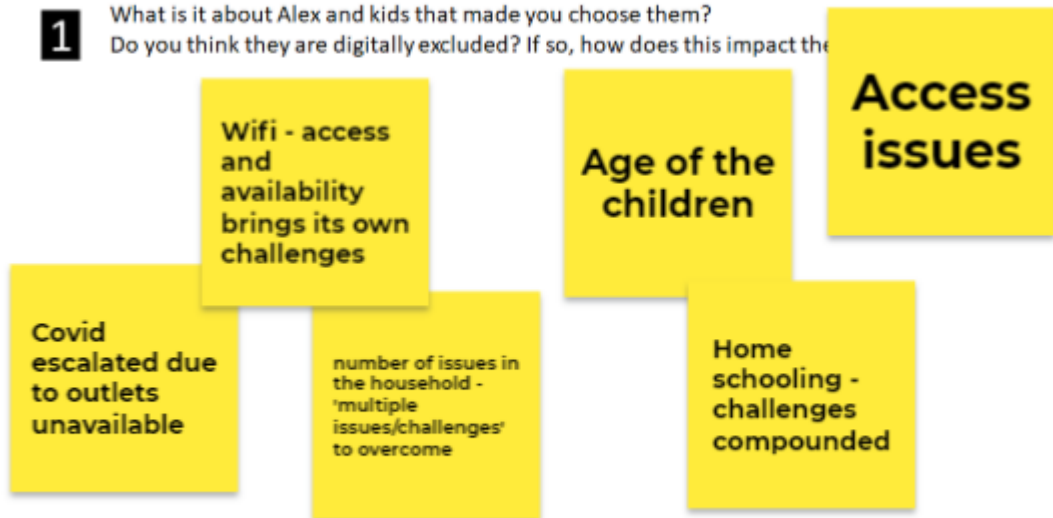 1
What is it about Alex and kids that made you choose them?
Do you think they are digitally excluded? If so, how does this impact the
Access
issues
Wifi - access
and
availability
brings its own
challenges
Age of the
children
Covid
escalated due
to outlets
unavailable
number of issues in
the household -
'multiple
issues/challenges'
to overcome
Home
schooling -
challenges
compounded